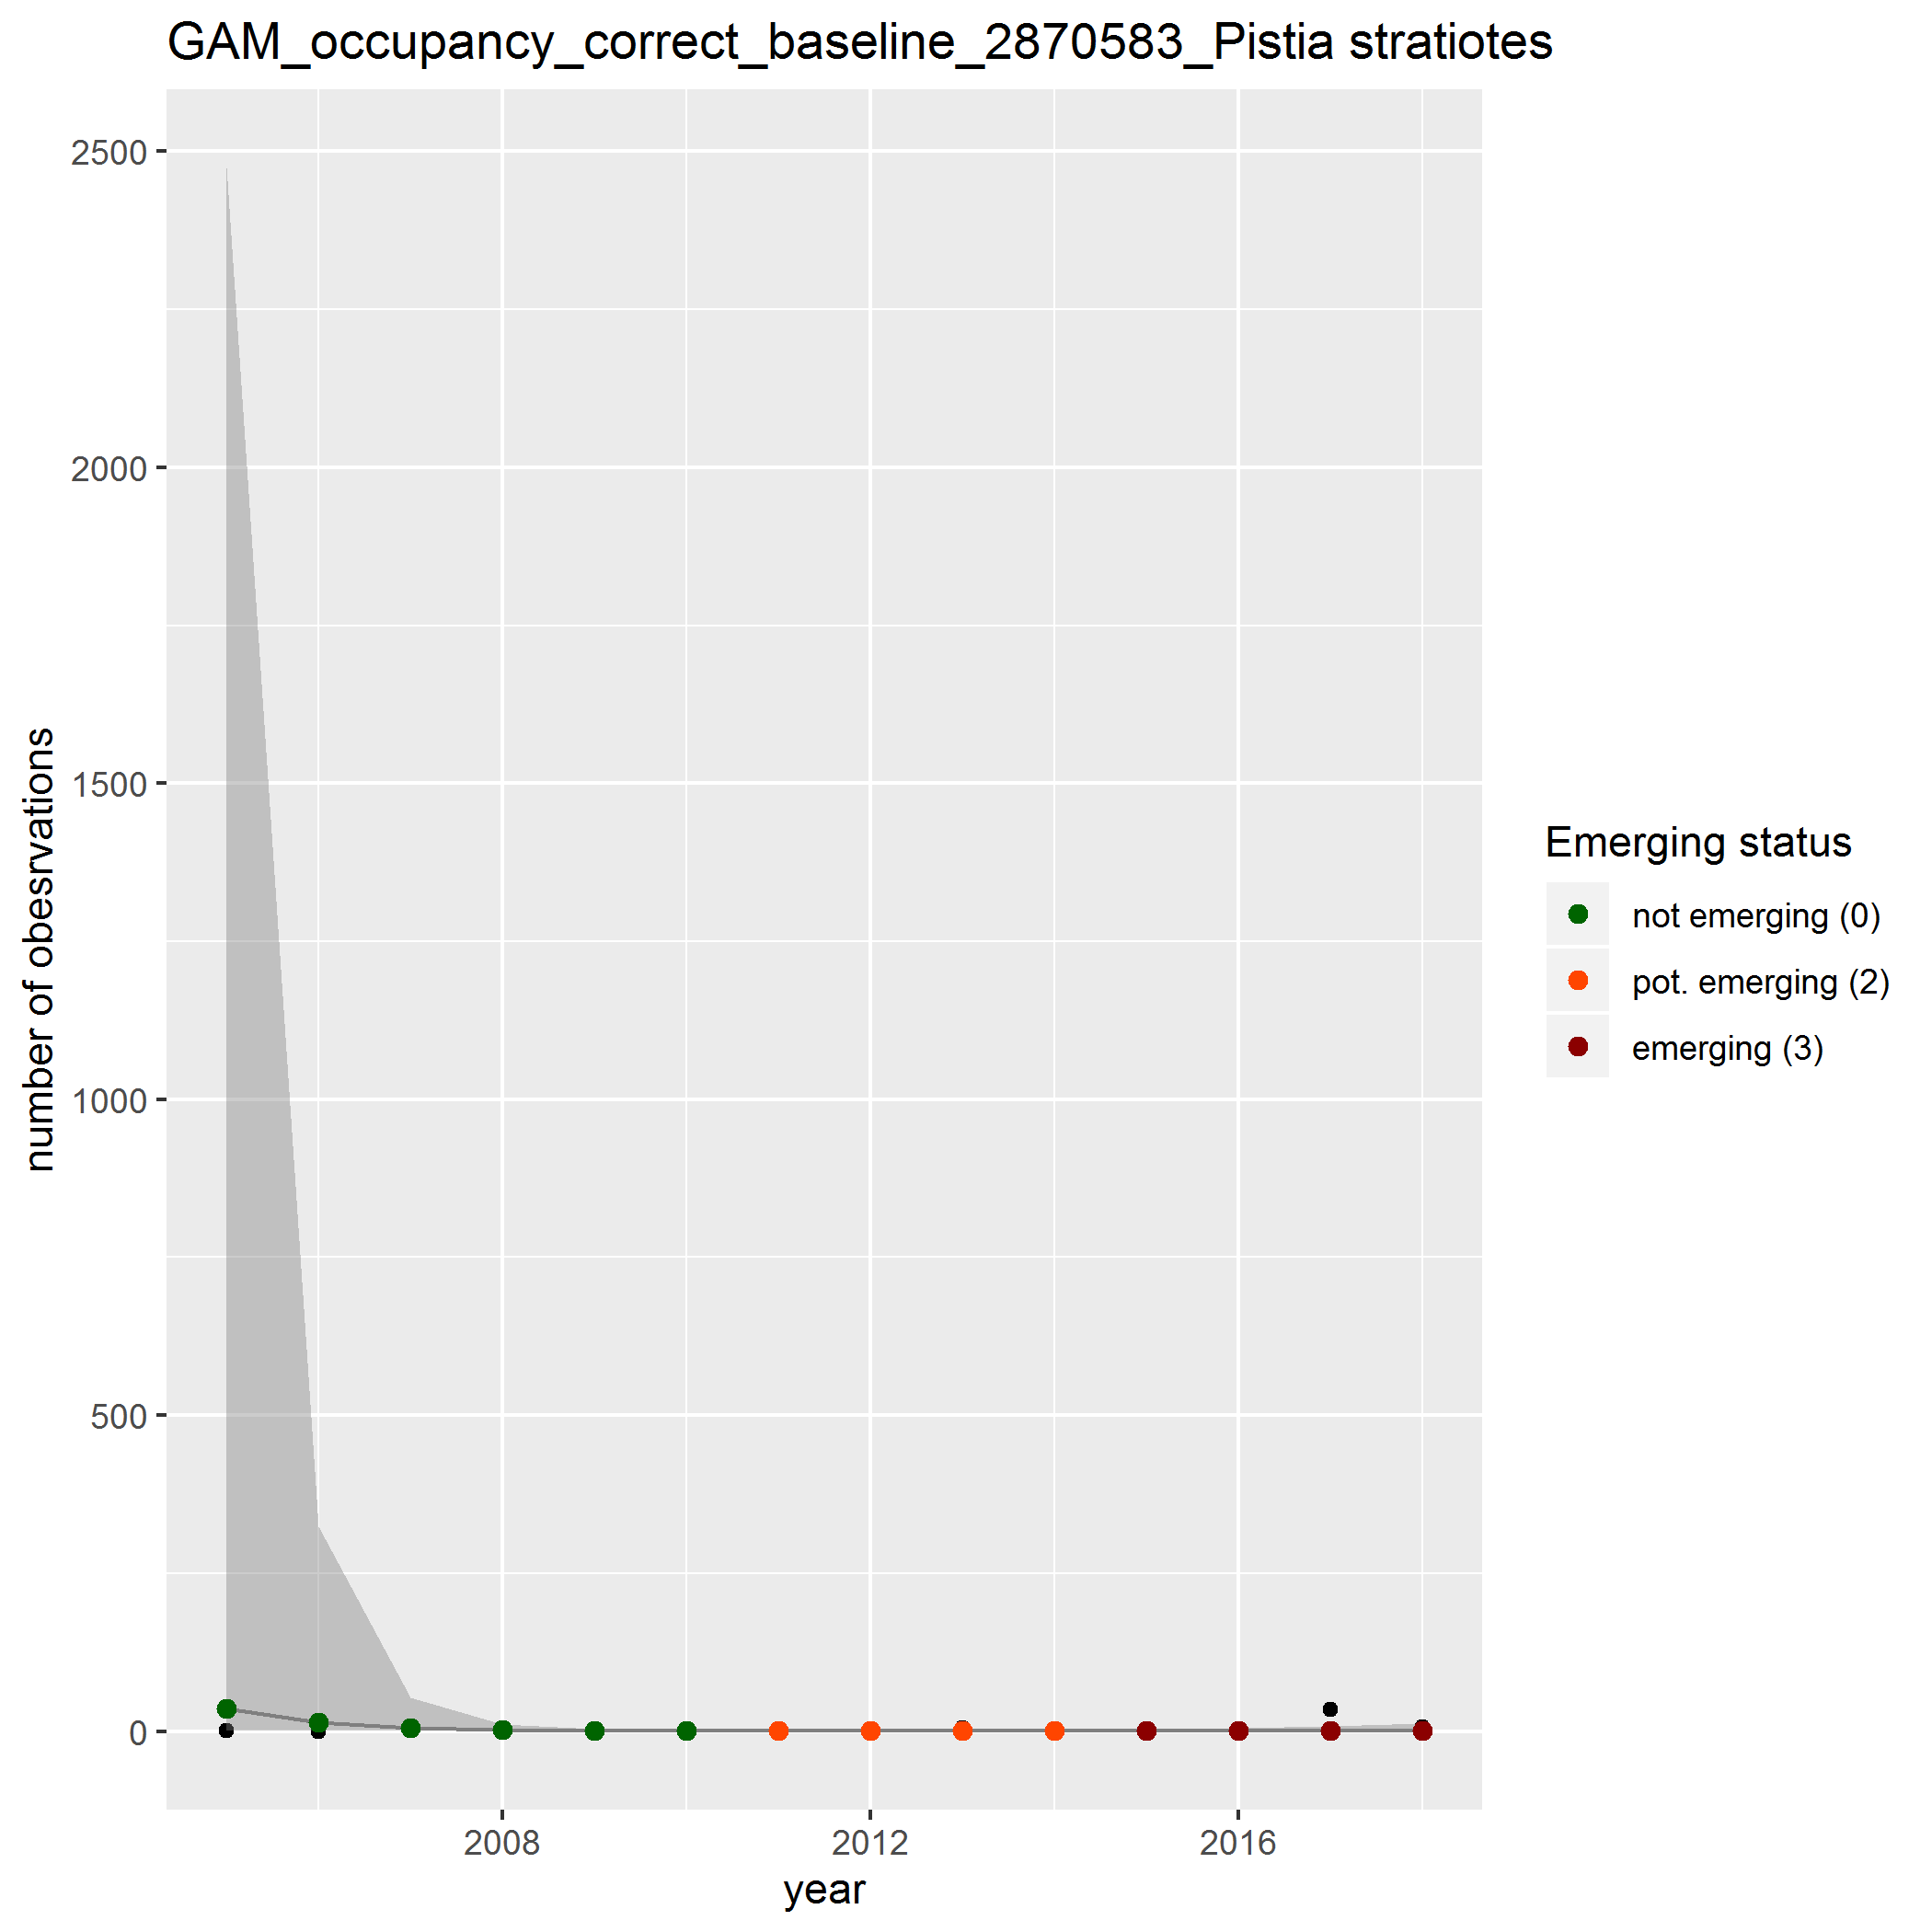 GAM_occupancy_correct_baseline_2870583_Pistia stratiotes
number of obesrvations
2500
2000
1500
1000
500
0
2008
2012
2016
year
Emerging status
not emerging (0)
pot. emerging (2)
emerging (3)